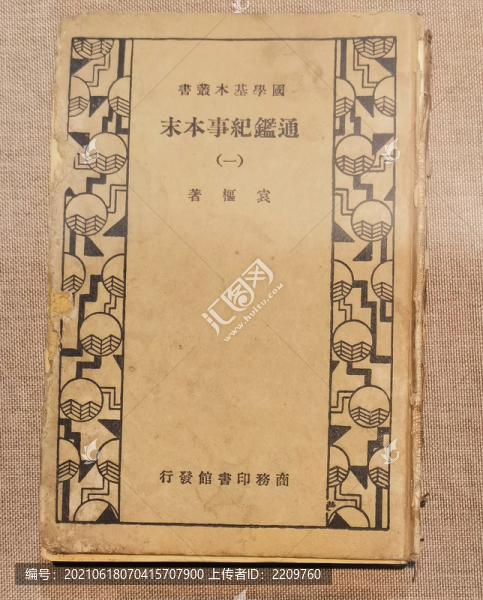 國學基本叢書
通鑑紀事本末
（一）
袁樞著
商務印書館發行
汇图网
www.huitu.com
编号：20210618070415707900 上传者ID：2209760